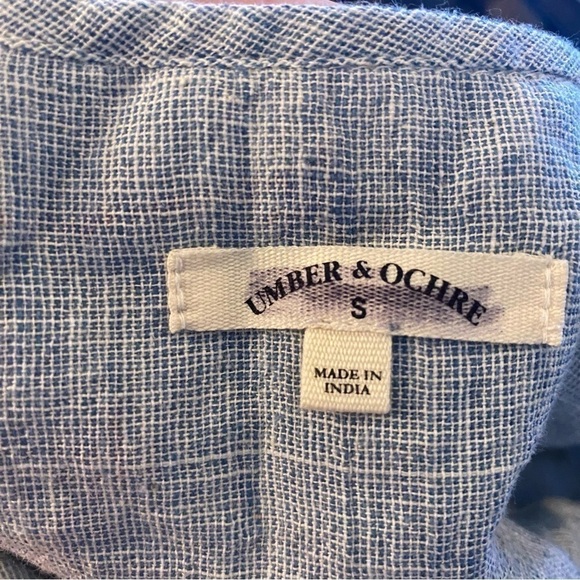 UMBER & OCHRE
S
MADE IN
INDIA